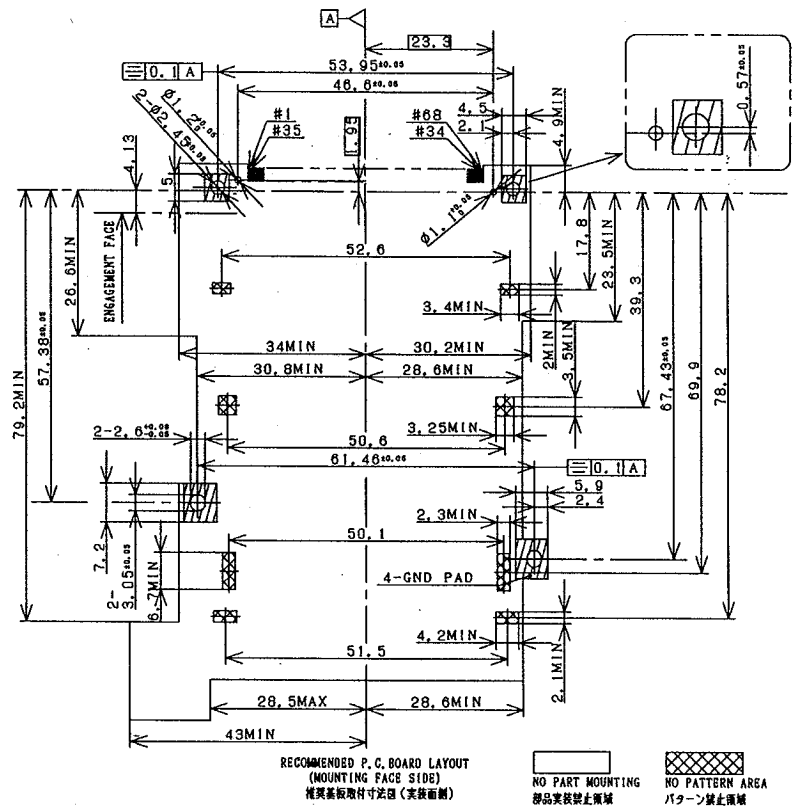 A
23.3
53.95±0.05
⌯ 0.1 A
46.6±0.05
Ø1.2
2-Ø2.45
4.13
5
#1
#35
1.95
#68
#34
4.5
2.1
4.9MIN
0.57±0.05
Ø1.1
26.6MIN
ENGAGEMENT FACE
52.6
17.8
23.5MIN
39.3
3.4MIN
2MIN
3.5MIN
57.38±0.05
79.2MIN
34MIN
30.2MIN
30.8MIN
28.6MIN
67.43±0.05
69.9
78.2
2-2.6
3.25MIN
50.6
61.46±0.05
⌯ 0.1 A
5.9
2.4
2.3MIN
7.2
2-
3.05±0.05
6.7MIN
50.1
4-GND PAD
4.2MIN
51.5
2.1MIN
28.5MAX
28.6MIN
43MIN
RECOMMENDED P.C.BOARD LAYOUT
(MOUNTING FACE SIDE)
推奨基板取付寸法図(実装面側)
NO PART MOUNTING
部品実装禁止領域
NO PATTERN AREA
パターン禁止領域